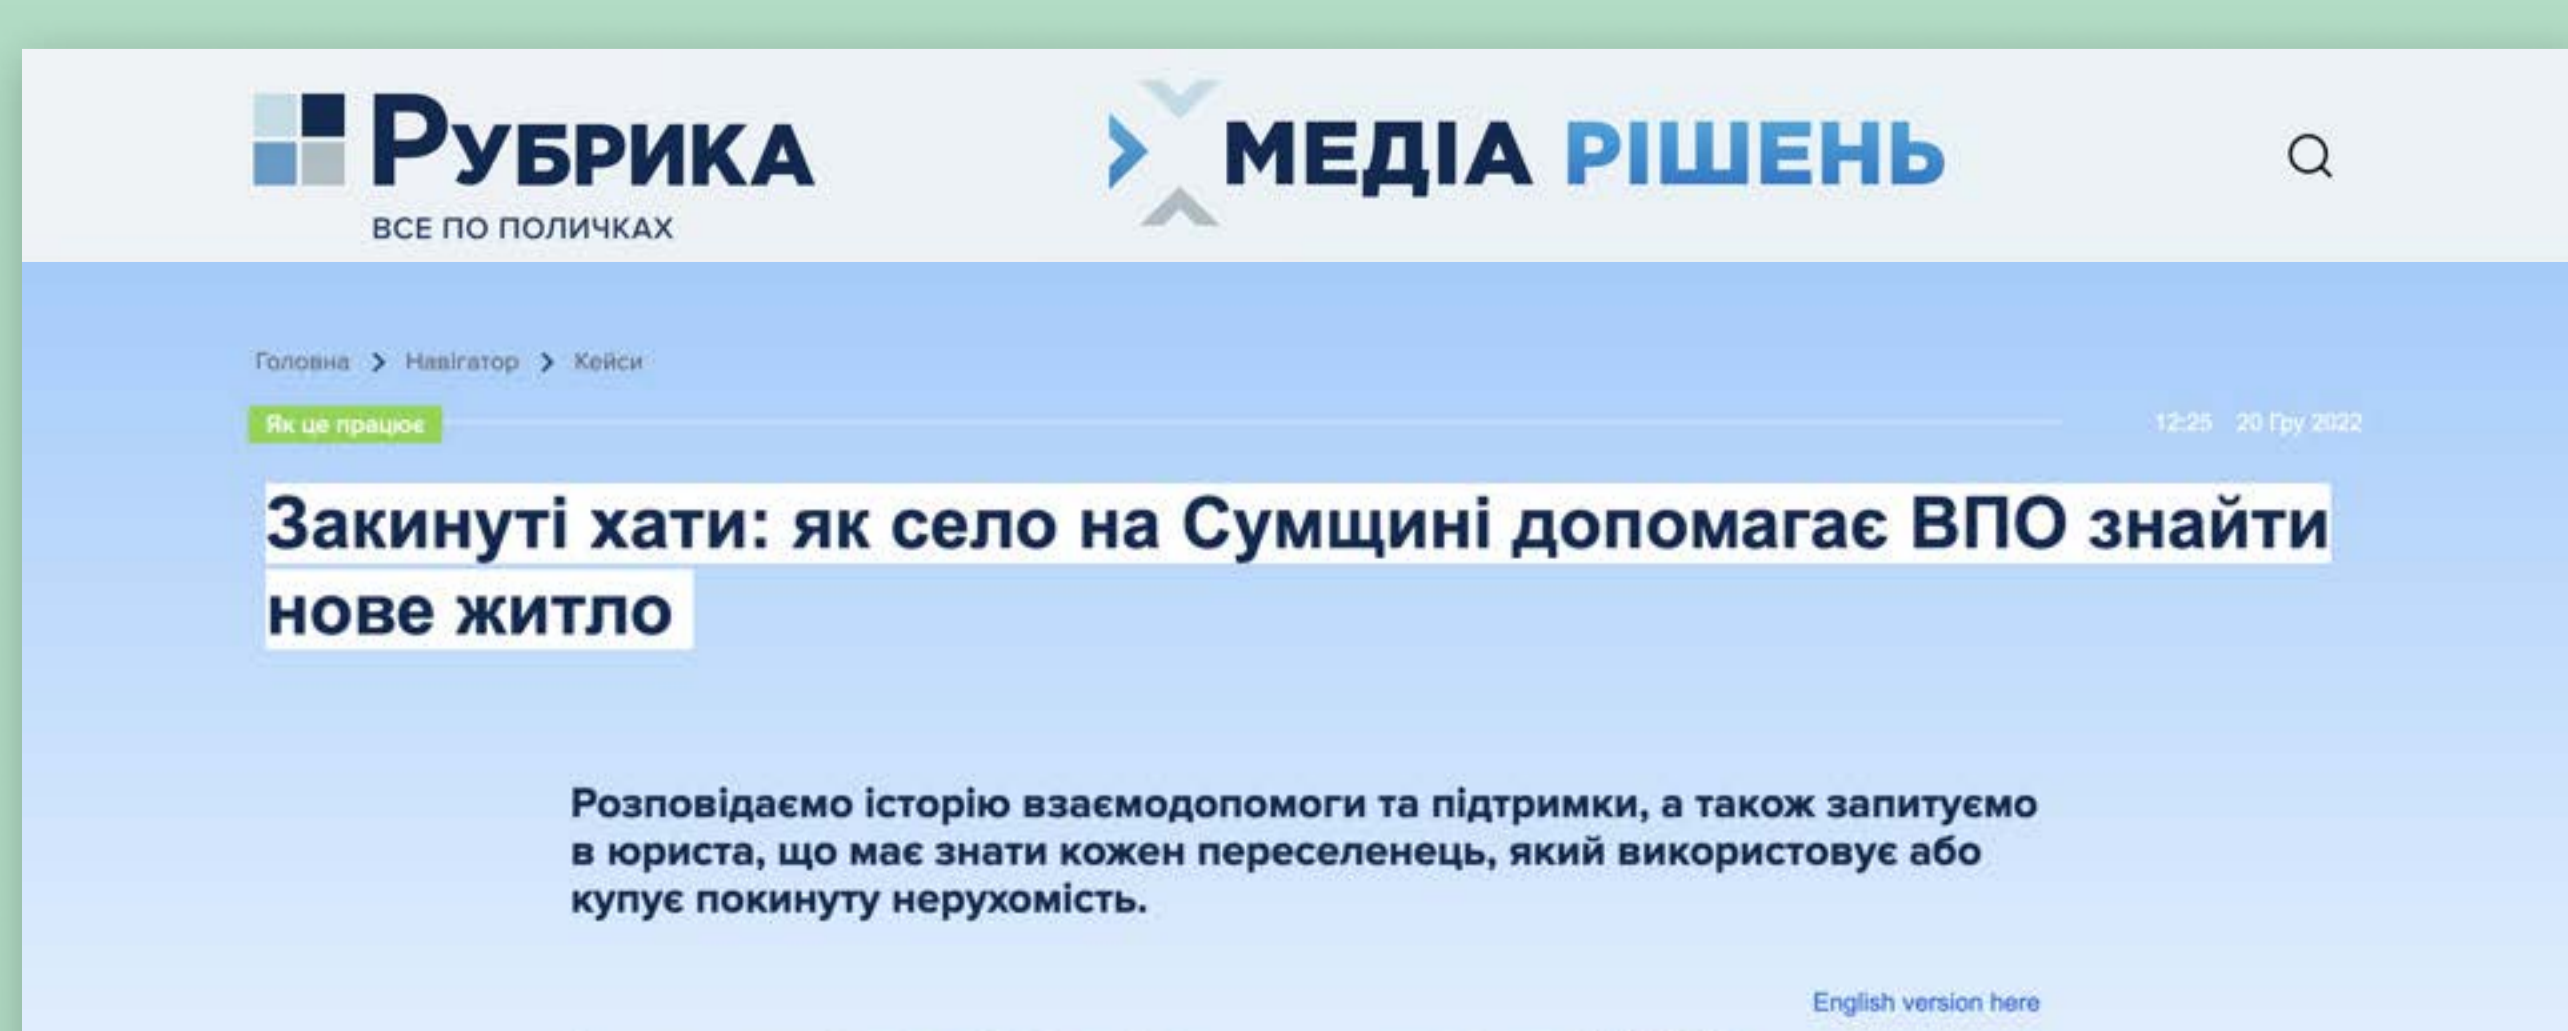 Рубрика
ВСЕ ПО ПОЛИЧКАХ
МЕДІА РІШЕНЬ
Головна > Навігатор > Кейси
Як це працює
12:25 20 Гру 2022
Закинуті хати: як село на Сумщині допомагає ВПО знайти
нове житло
Розповідаємо історію взаємодопомоги та підтримки, а також запитуємо
в юриста, що має знати кожен переселенець, який використовує або
купує покинуту нерухомість.
English version here